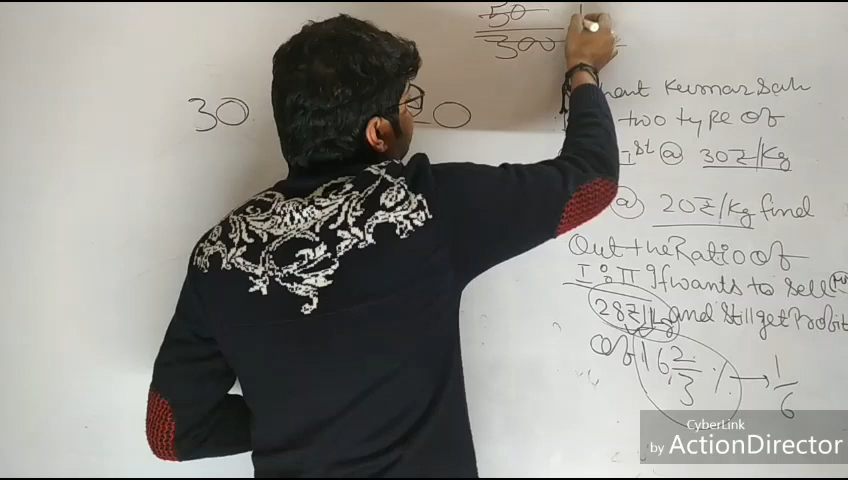 50
300
30 20
Kumar Sah
two type of
st @ 30₹/Kg
@ 20₹/Kg find
Out the Ratio of
I : II If wants to sell
28₹/Kg and still get Profit
of 16 2/3 % → 1/6
CyberLink
by ActionDirector